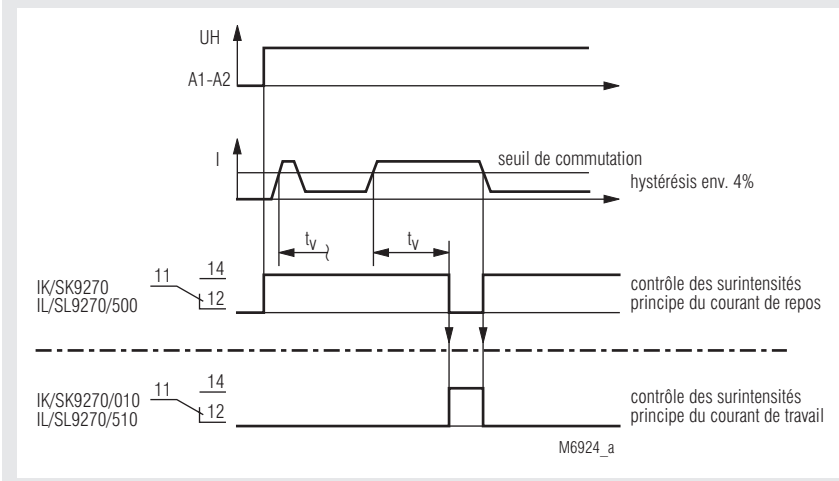 UH
A1-A2
I
seuil de commutation
hystérésis env. 4%
tv
tv
IK/SK9270
IL/SL9270/500
11
14
12
contrôle des surintensités
principe du courant de repos
IK/SK9270/010
IL/SL9270/510
11
14
12
contrôle des surintensités
principe du courant de travail
M6924_a